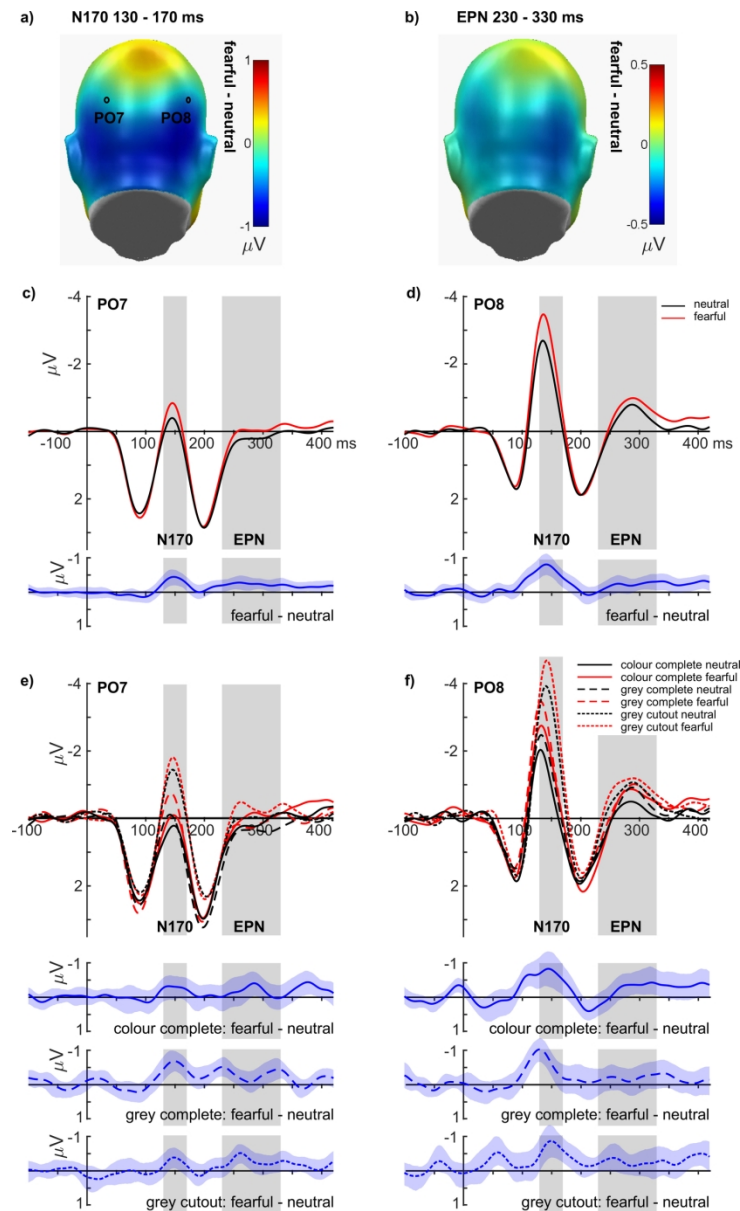 a) N170 130 - 170 ms
b) EPN 230 - 330 ms
fearful - neutral
1
0
-1
μV
PO7 PO8
fearful - neutral
0.5
0
-0.5
μV
c) PO7
-4
-2
2
μV
-100 100 200 300 400 ms
N170 EPN
-1
1
μV
fearful - neutral
d) PO8
neutral
fearful
-100 100 200 300 400 ms
N170 EPN
-1
1
μV
fearful - neutral
e) PO7
-4
-2
2
μV
-100 100 200 300 400
N170 EPN
-1
1
μV
colour complete: fearful - neutral
-1
1
μV
grey complete: fearful - neutral
-1
1
μV
grey cutout: fearful - neutral
f) PO8
colour complete neutral
colour complete fearful
grey complete neutral
grey complete fearful
grey cutout neutral
grey cutout fearful
-4
-2
2
μV
-100 100 200 300 400
N170 EPN
-1
1
μV
colour complete: fearful - neutral
-1
1
μV
grey complete: fearful - neutral
-1
1
μV
grey cutout: fearful - neutral